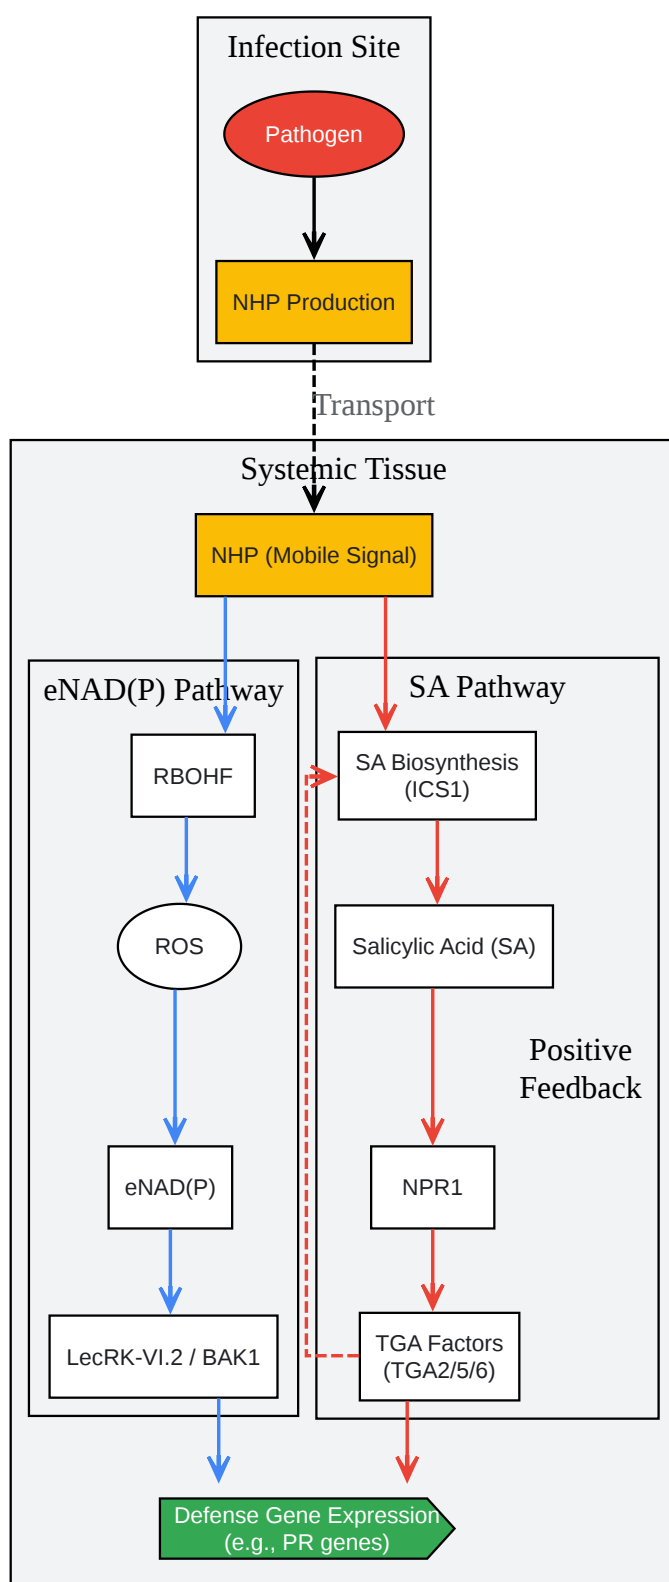 Infection Site
Pathogen
NHP Production
Transport
Systemic Tissue
NHP (Mobile Signal)
eNAD(P) Pathway
RBOHF
ROS
eNAD(P)
LecRK-VI.2 / BAK1
SA Pathway
SA Biosynthesis
(ICS1)
Salicylic Acid (SA)
Positive
Feedback
NPR1
TGA Factors
(TGA2/5/6)
Defense Gene Expression
(e.g., PR genes)